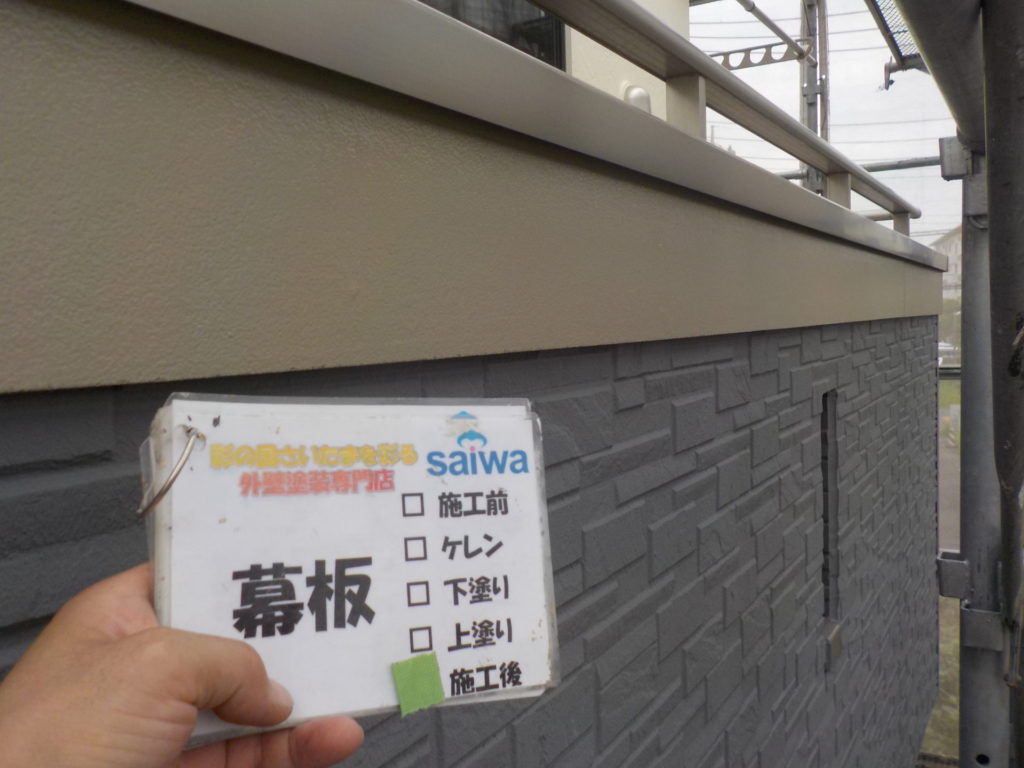 彩の国さいたまを彩る
外壁塗装専門店
saiwa
幕板
□ 施工前
□ ケレン
□ 下塗り
□ 上塗り
施工後